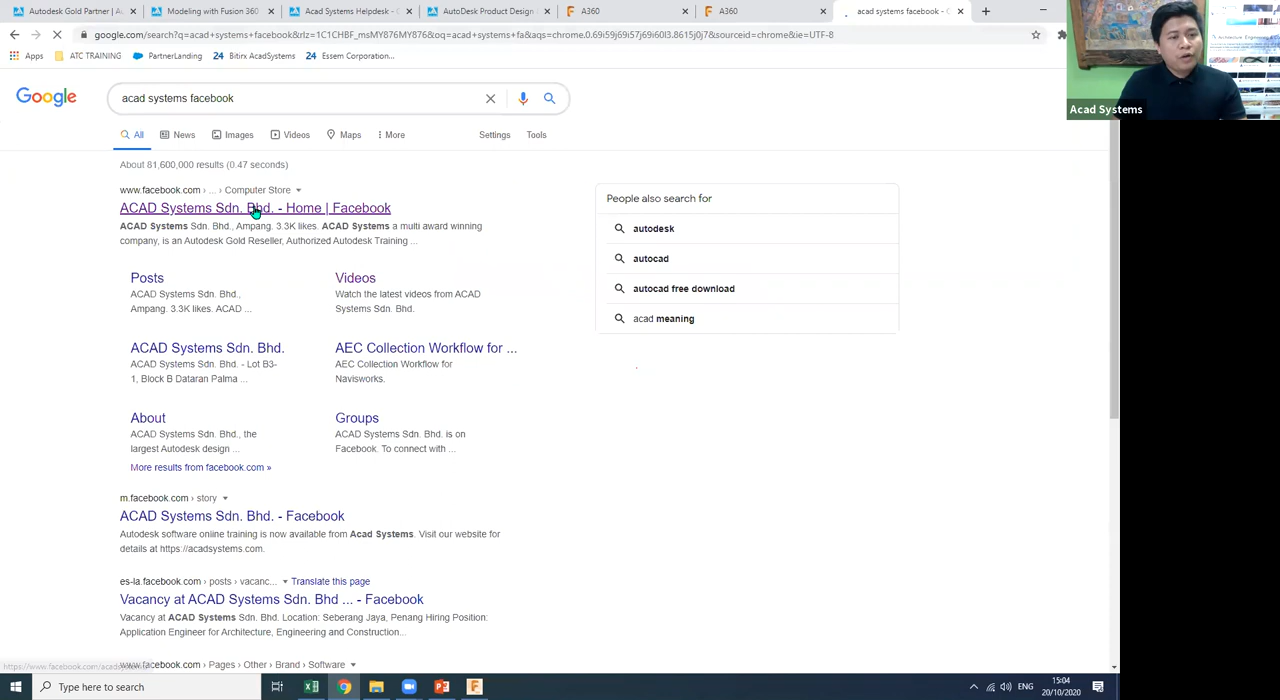 Autodesk Gold Partner | Au
Modeling with Fusion 360
Acad Systems Helpdesk - C
AutoDesk Product Design
A360
A360
acad systems facebook - G
google.com/search?q=acad+systems+facebook&rlz=1C1CHBF_msMY876MY876&oq=acad+systems+fa&aqs=chrome.0.0.69i59j69i57j69i60l3.8615j0j7&sourceid=chrome&ie=UTF-8
Apps
ATC TRAINING
PartnerLanding
24 Bitrix AcadSystems
24 Essem Corporation...
Acad Systems
Google
acad systems facebook
All
News
Images
Videos
Maps
More
Settings
Tools
About 81,600,000 results (0.47 seconds)
www.facebook.com › ... › Computer Store
ACAD Systems Sdn. Bhd. - Home | Facebook
ACAD Systems Sdn. Bhd., Ampang. 3.3K likes. ACAD Systems a multi award winning
company, is an Autodesk Gold Reseller, Authorized Autodesk Training ...
Posts
ACAD Systems Sdn. Bhd.,
Ampang. 3.3K likes. ACAD ...
Videos
Watch the latest videos from ACAD
Systems Sdn. Bhd.
ACAD Systems Sdn. Bhd.
ACAD Systems Sdn. Bhd. - Lot B3-
1, Block B Dataran Palma ...
AEC Collection Workflow for ...
AEC Collection Workflow for
Navisworks.
About
ACAD Systems Sdn. Bhd., the
largest Autodesk design ...
Groups
ACAD Systems Sdn. Bhd. is on
Facebook. To connect with ...
More results from facebook.com »
m.facebook.com › story
ACAD Systems Sdn. Bhd. - Facebook
Autodesk software online training is now available from Acad Systems. Visit our website for
details at https://acadsystems.com.
es-la.facebook.com › posts › vacanc...
Translate this page
Vacancy at ACAD Systems Sdn. Bhd ... - Facebook
Vacancy at ACAD Systems Sdn. Bhd. Location: Seberang Jaya, Penang Hiring Position:
Application Engineer for Architecture, Engineering and Construction...
www.facebook.com › Pages › Other › Brand › Software
People also search for
autodesk
autocad
autocad free download
acad meaning
Type here to search
ENG
15:04
20/10/2020